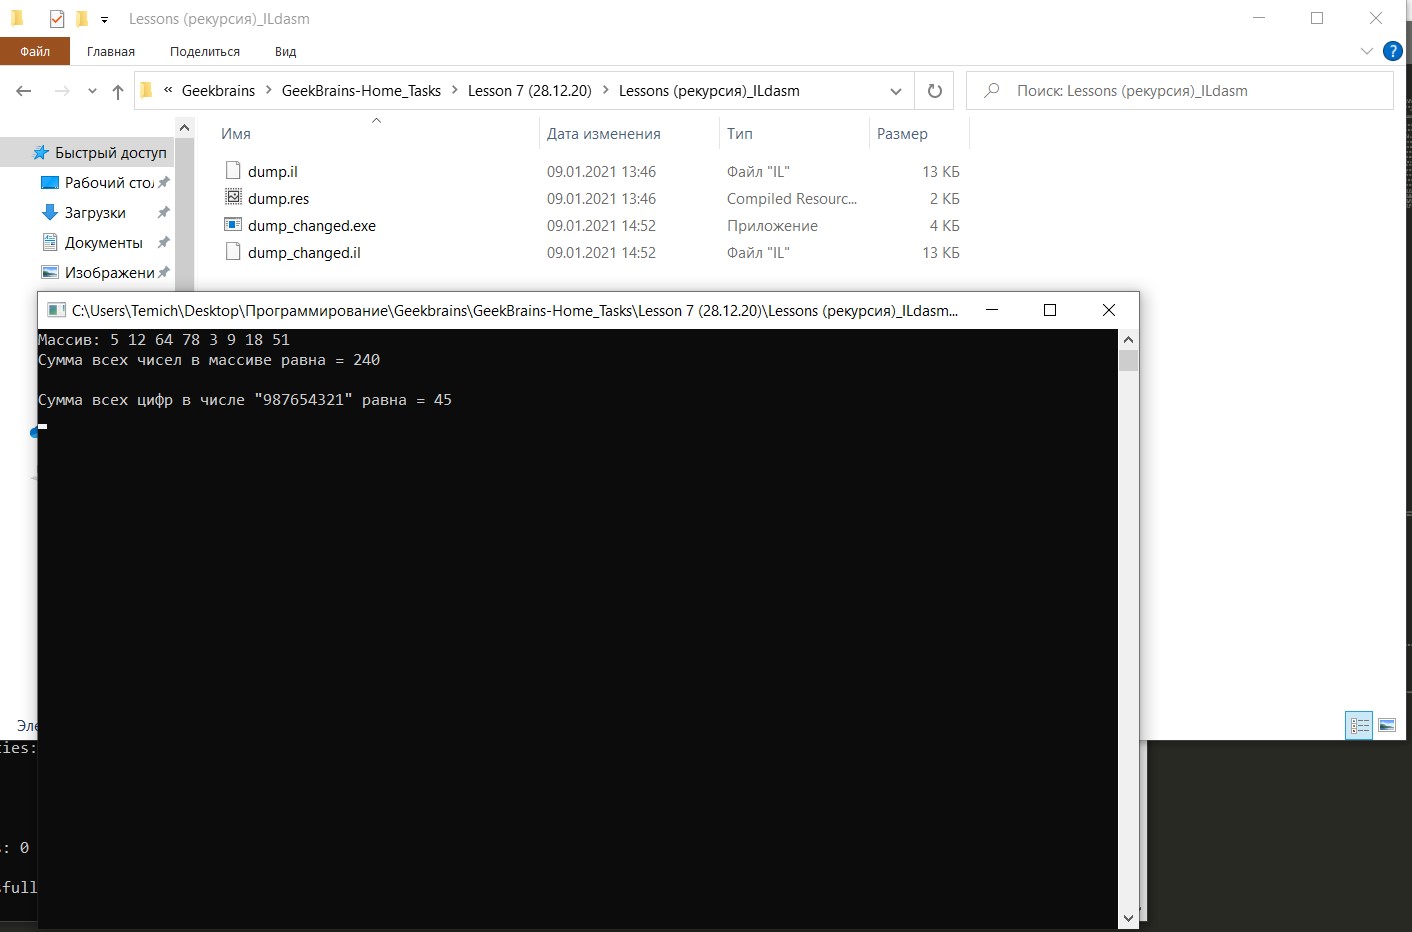 Lessons (рекурсия)_ILdasm
Файл Главная Поделиться Вид
« Geekbrains > GeekBrains-Home_Tasks > Lesson 7 (28.12.20) > Lessons (рекурсия)_ILdasm Поиск: Lessons (рекурсия)_ILdasm
Имя Дата изменения Тип Размер
Быстрый доступ
Рабочий стол
Загрузки
Документы
Изображени
dump.il 09.01.2021 13:46 Файл "IL" 13 КБ
dump.res 09.01.2021 13:46 Compiled Resourc... 2 КБ
dump_changed.exe 09.01.2021 14:52 Приложение 4 КБ
dump_changed.il 09.01.2021 14:52 Файл "IL" 13 КБ
C:\Users\Temich\Desktop\Программирование\Geekbrains\GeekBrains-Home_Tasks\Lesson 7 (28.12.20)\Lessons (рекурсия)_ILdasm...
Массив: 5 12 64 78 3 9 18 51
Сумма всех чисел в массиве равна = 240
Сумма всех цифр в числе "987654321" равна = 45
Эле
ties:
: 0
sfull